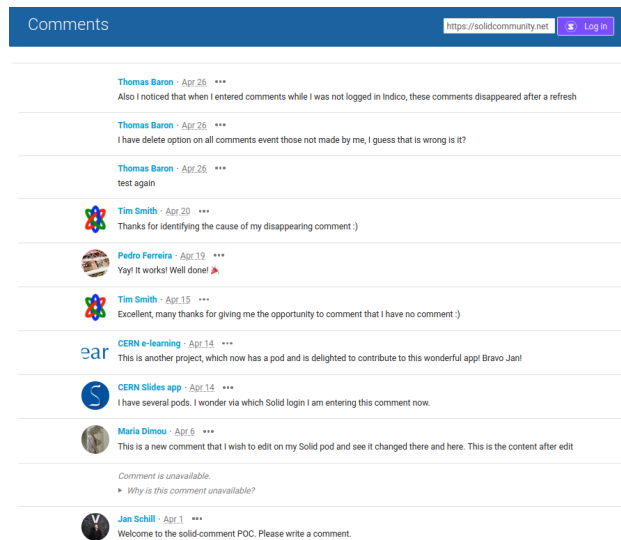 Comments
https://solidcommunity.net
Log in
Thomas Baron · Apr 26 •••
Also I noticed that when I entered comments while I was not logged in Indico, these comments disappeared after a refresh
Thomas Baron · Apr 26 •••
I have delete option on all comments event those not made by me, I guess that is wrong is it?
Thomas Baron · Apr 26 •••
test again
Tim Smith · Apr 20 •••
Thanks for identifying the cause of my disappearing comment :)
Pedro Ferreira · Apr 19 •••
Yay! It works! Well done! 🎉
Tim Smith · Apr 15 •••
Excellent, many thanks for giving me the opportunity to comment that I have no comment :)
ear
CERN e-learning · Apr 14 •••
This is another project, which now has a pod and is delighted to contribute to this wonderful app! Bravo Jan!
S
CERN Slides app · Apr 14 •••
I have several pods. I wonder via which Solid login I am entering this comment now.
Maria Dimou · Apr 6 •••
This is a new comment that I wish to edit on my Solid pod and see it changed there and here. This is the content after edit
Comment is unavailable.
▸ Why is this comment unavailable?
Jan Schill · Apr 1 •••
Welcome to the solid-comment POC. Please write a comment.